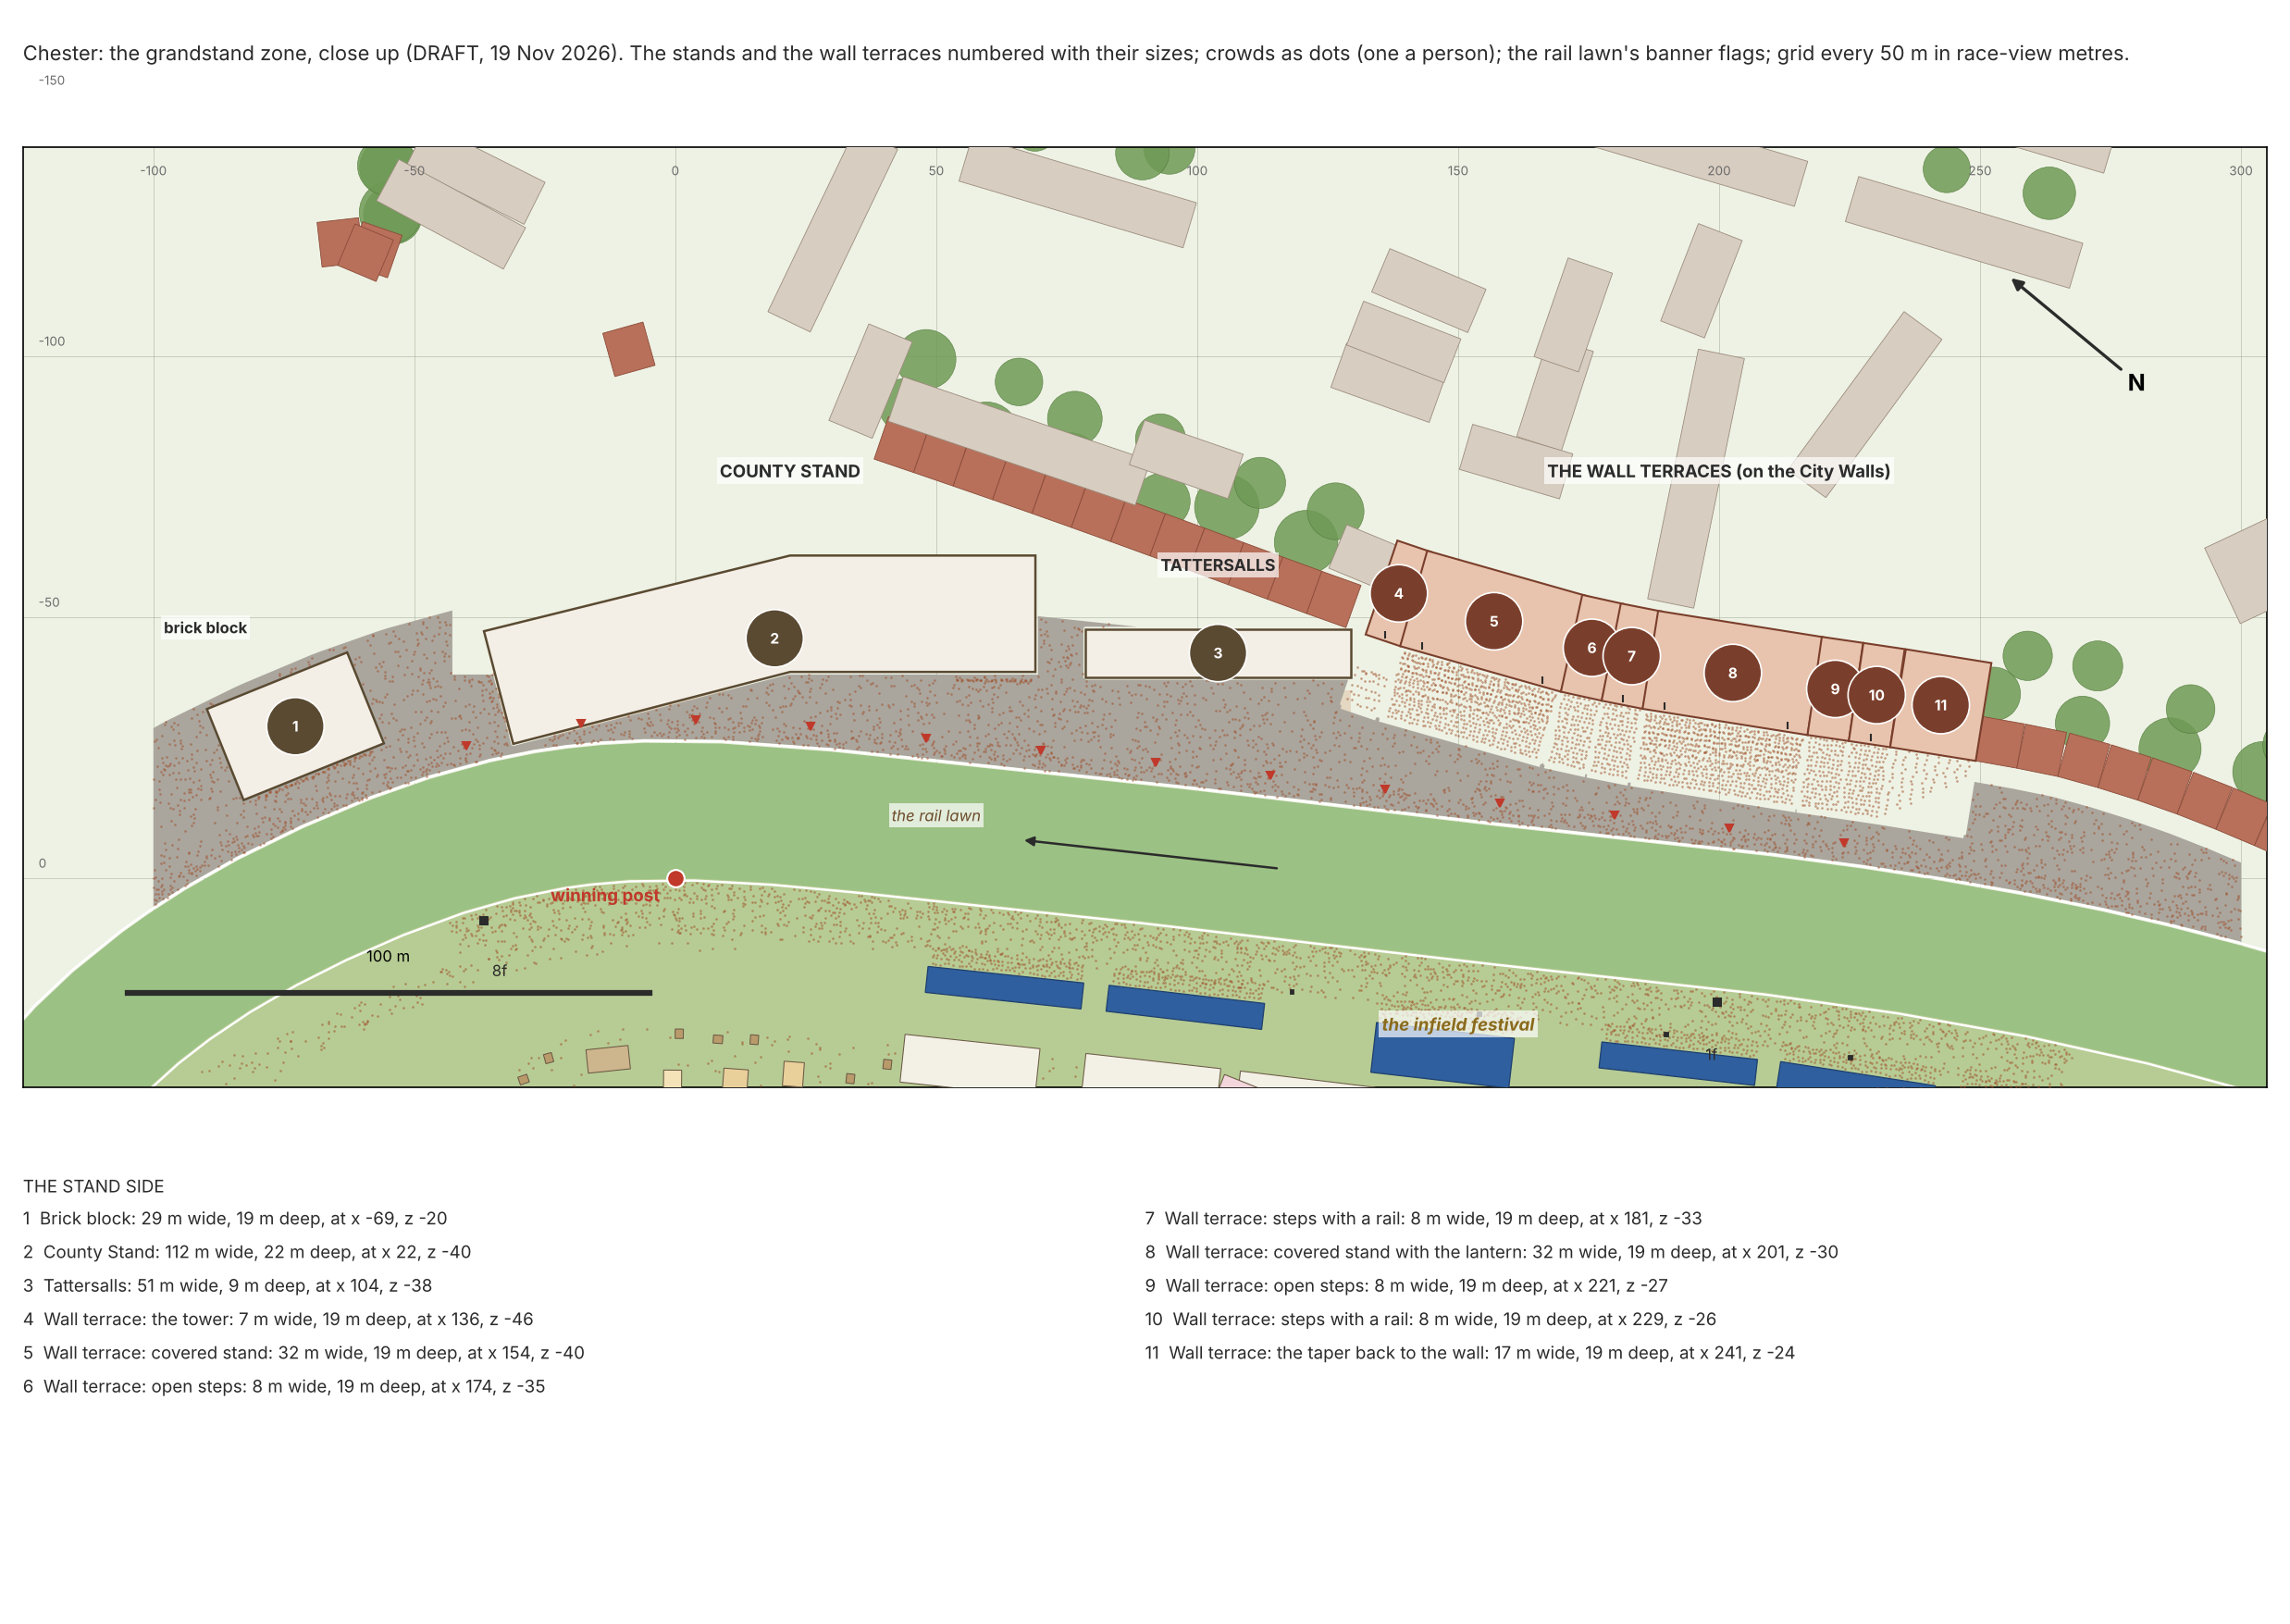 Chester: the grandstand zone, close up (DRAFT, 19 Nov 2026). The stands and the wall terraces numbered with their sizes; crowds as dots (one a person); the rail lawn's banner flags; grid every 50 m in race-view metres.
-150
-100
-50
0
50
100
150
200
250
300
-100
N
COUNTY STAND
THE WALL TERRACES (on the City Walls)
TATTERSALLS
-50
brick block
1
2
3
4
5
6
7
8
9
10
11
the rail lawn
0
winning post
100 m
8f
the infield festival
1f
THE STAND SIDE
1 Brick block: 29 m wide, 19 m deep, at x -69, z -20
2 County Stand: 112 m wide, 22 m deep, at x 22, z -40
3 Tattersalls: 51 m wide, 9 m deep, at x 104, z -38
4 Wall terrace: the tower: 7 m wide, 19 m deep, at x 136, z -46
5 Wall terrace: covered stand: 32 m wide, 19 m deep, at x 154, z -40
6 Wall terrace: open steps: 8 m wide, 19 m deep, at x 174, z -35
7 Wall terrace: steps with a rail: 8 m wide, 19 m deep, at x 181, z -33
8 Wall terrace: covered stand with the lantern: 32 m wide, 19 m deep, at x 201, z -30
9 Wall terrace: open steps: 8 m wide, 19 m deep, at x 221, z -27
10 Wall terrace: steps with a rail: 8 m wide, 19 m deep, at x 229, z -26
11 Wall terrace: the taper back to the wall: 17 m wide, 19 m deep, at x 241, z -24